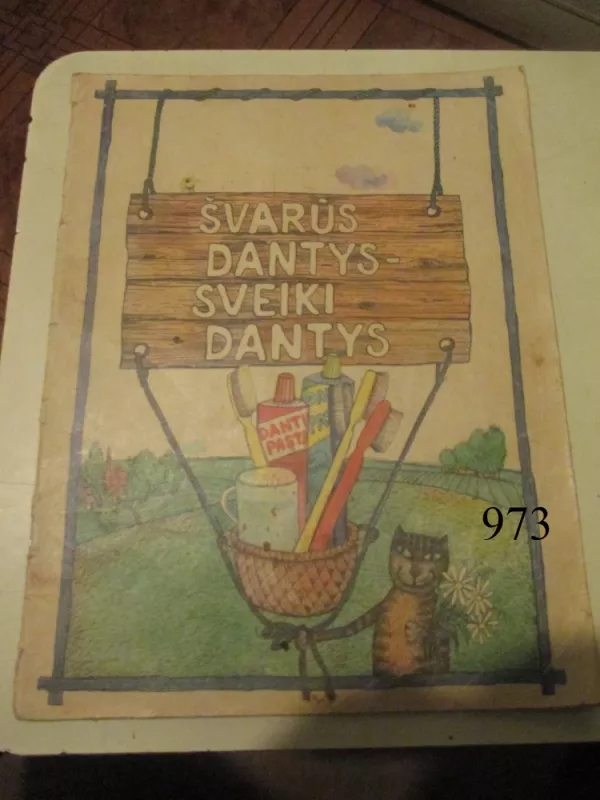 ŠVARŪS
DANTYS-
SVEIKI
DANTYS
DANTŲ
PASTA
973